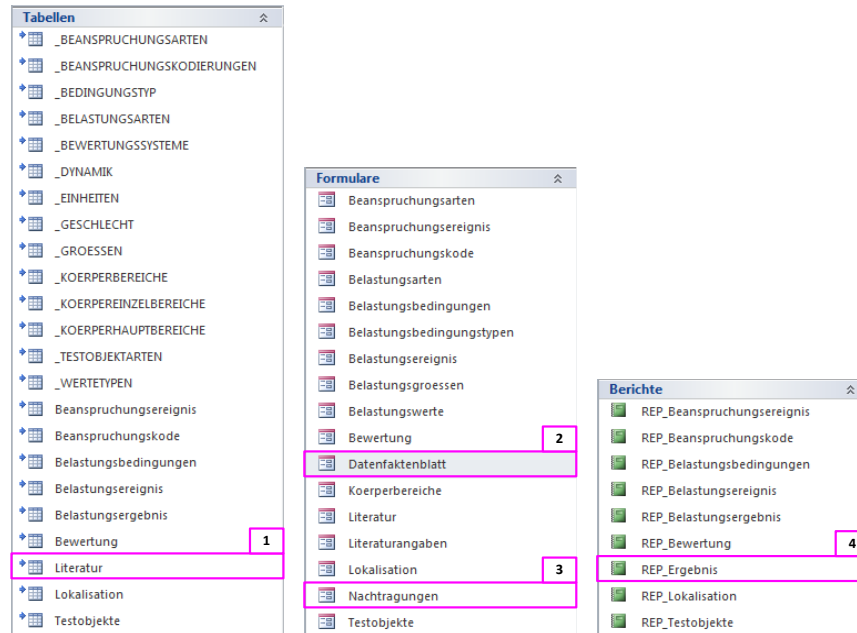 Tabellen
_BEANSPRUCHUNGSARTEN
_BEANSPRUCHUNGSKODIERUNGEN
_BEDINGUNGSTYP
_BELASTUNGSARTEN
_BEWERTUNGSSYSTEME
_DYNAMIK
_EINHEITEN
_GESCHLECHT
_GROESSEN
_KOERPERBEREICHE
_KOERPEREINZELBEREICHE
_KOERPERHAUPTBEREICHE
_TESTOBJEKTARTEN
_WERTETYPEN
Beanspruchungsereignis
Beanspruchungskode
Belastungsbedingungen
Belastungsereignis
Belastungsergebnis
Bewertung
1
Literatur
Lokalisation
Testobjekte
Formulare
Beanspruchungsarten
Beanspruchungsereignis
Beanspruchungskode
Belastungsarten
Belastungsbedingungen
Belastungsbedingungstypen
Belastungsereignis
Belastungsgroessen
Belastungswerte
Bewertung
2
Datenfaktenblatt
Koerperbereiche
Literatur
Literaturangaben
Lokalisation
3
Nachtragungen
Testobjekte
Berichte
REP_Beanspruchungsereignis
REP_Beanspruchungskode
REP_Belastungsbedingungen
REP_Belastungsereignis
REP_Belastungsergebnis
REP_Bewertung
4
REP_Ergebnis
REP_Lokalisation
REP_Testobjekte